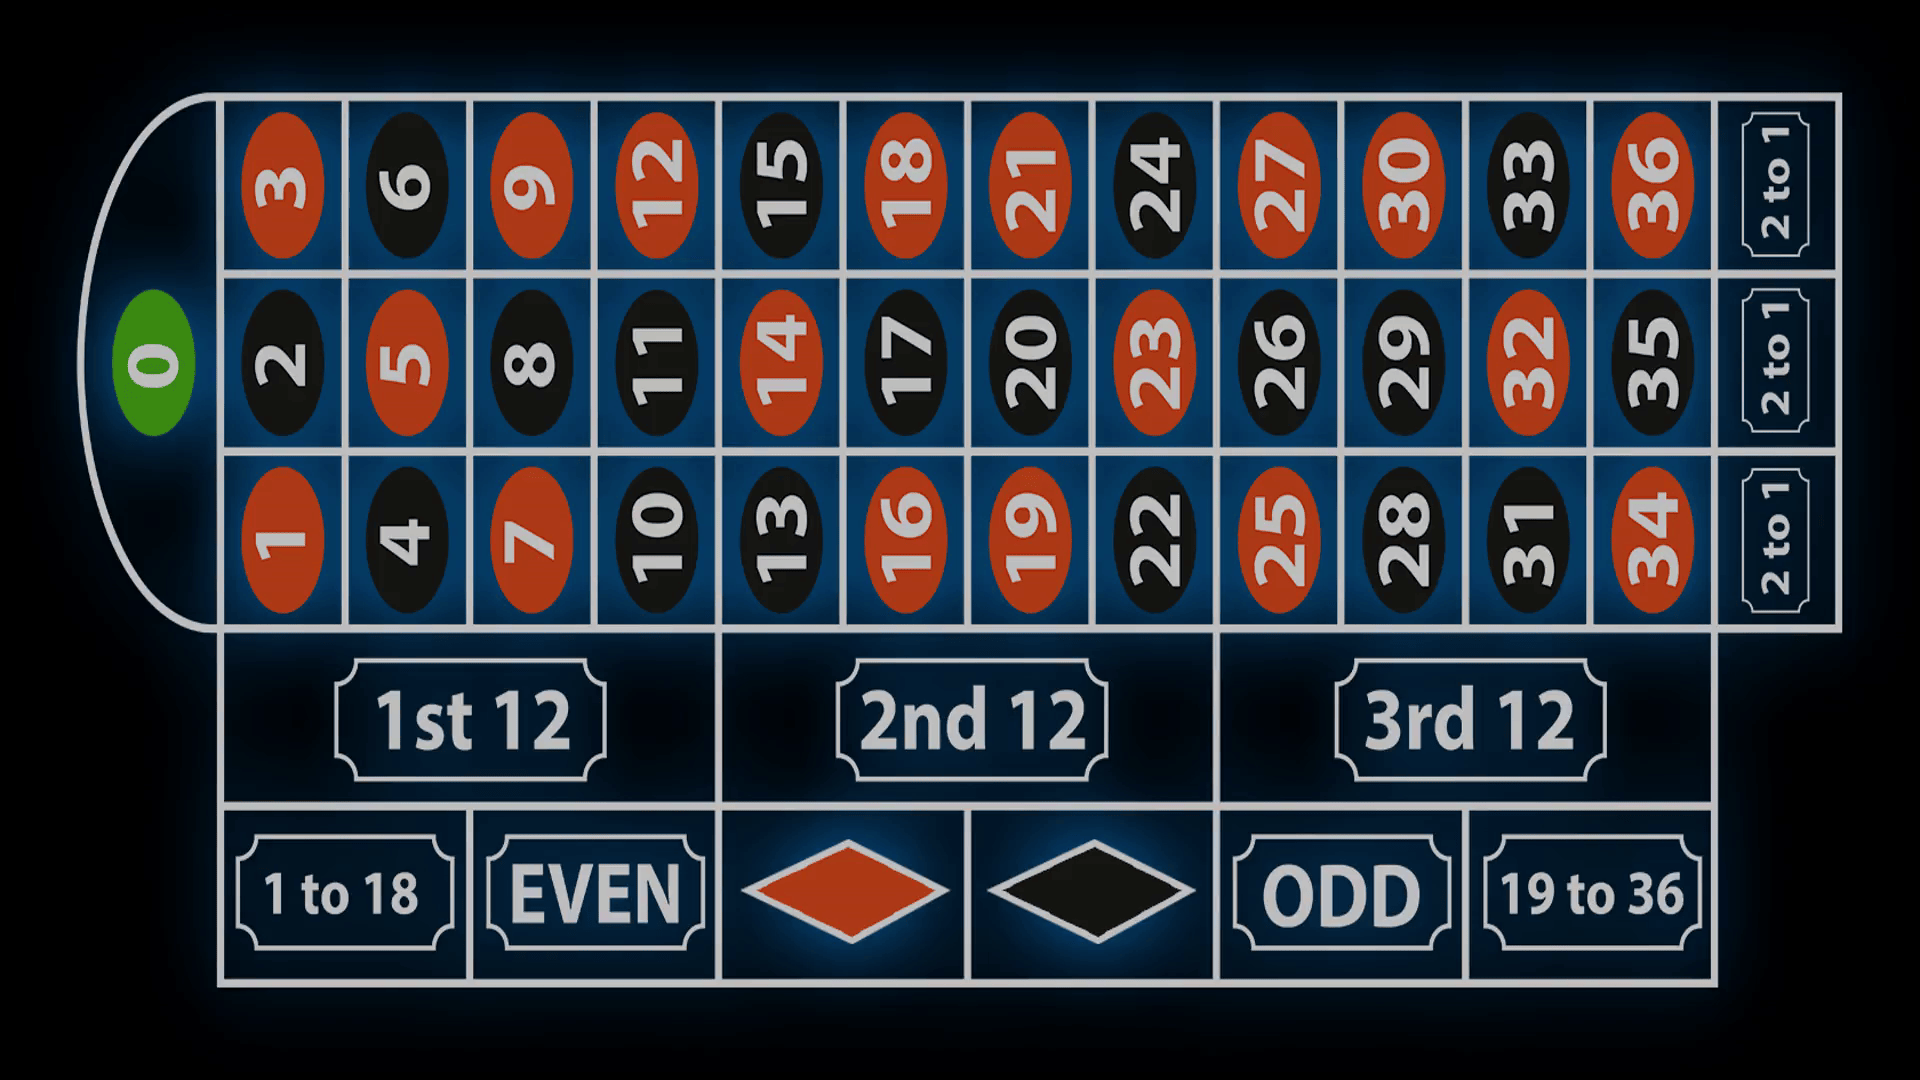 3 6 9 12 15 18 21 24 27 30 33 36 2 to 1
0 2 5 8 11 14 17 20 23 26 29 32 35 2 to 1
1 4 7 10 13 16 19 22 25 28 31 34 2 to 1
1st 12 2nd 12 3rd 12
1 to 18 EVEN ODD 19 to 36